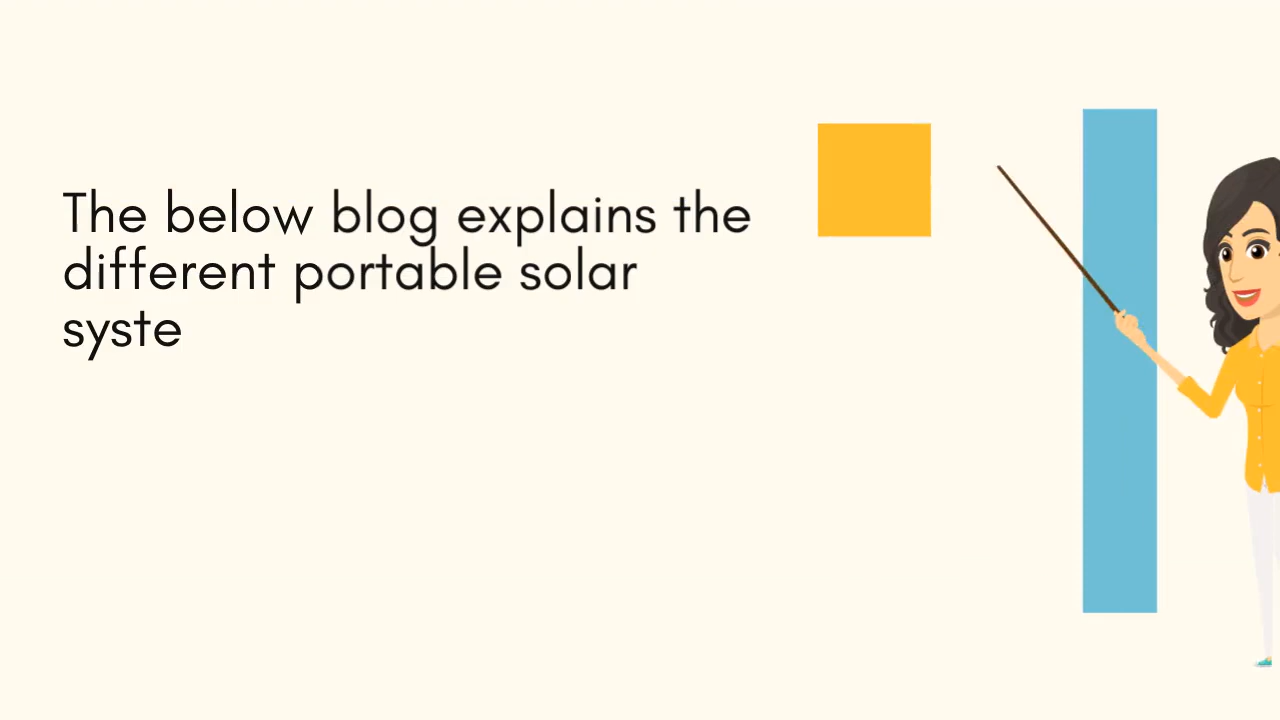 The below blog explains the
different portable solar
syste